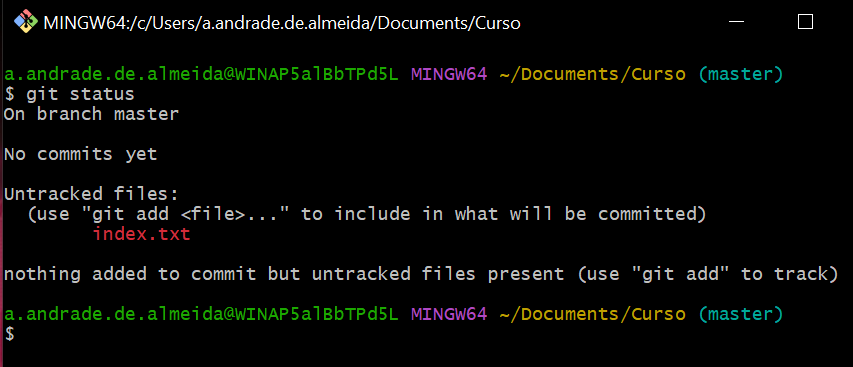 MINGW64:/c/Users/a.andrade.de.almeida/Documents/Curso
a.andrade.de.almeida@WINAP5alBbTPd5L MINGW64 ~/Documents/Curso (master)
$ git status
On branch master
No commits yet
Untracked files:
  (use "git add <file>..." to include in what will be committed)
        index.txt
nothing added to commit but untracked files present (use "git add" to track)
a.andrade.de.almeida@WINAP5alBbTPd5L MINGW64 ~/Documents/Curso (master)
$